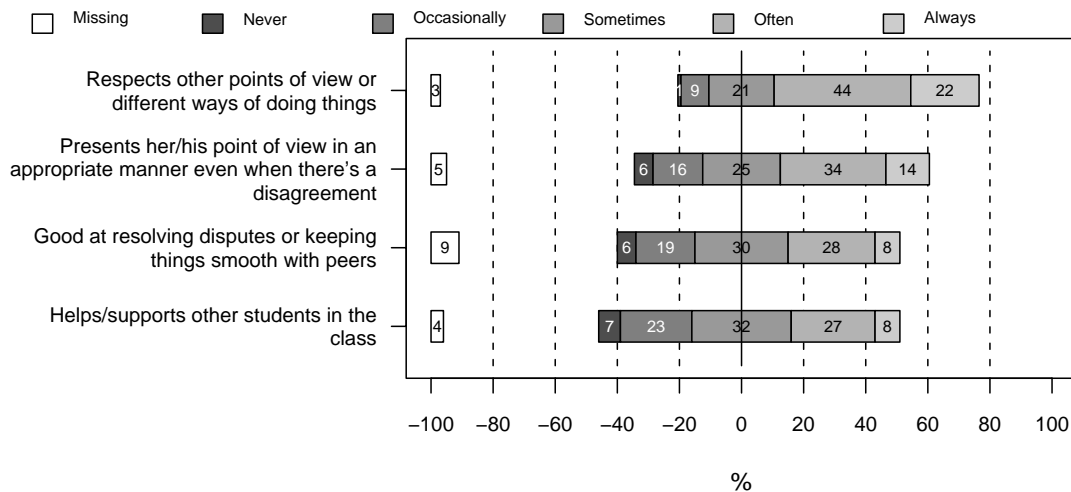 Missing Never Occasionally Sometimes Often Always
Respects other points of view or
different ways of doing things
3 1 9 21 44 22
Presents her/his point of view in an
appropriate manner even when there's a
disagreement
5 6 16 25 34 14
Good at resolving disputes or keeping
things smooth with peers
9 6 19 30 28 8
Helps/supports other students in the
class
4 7 23 32 27 8
−100 −80 −60 −40 −20 0 20 40 60 80 100
%